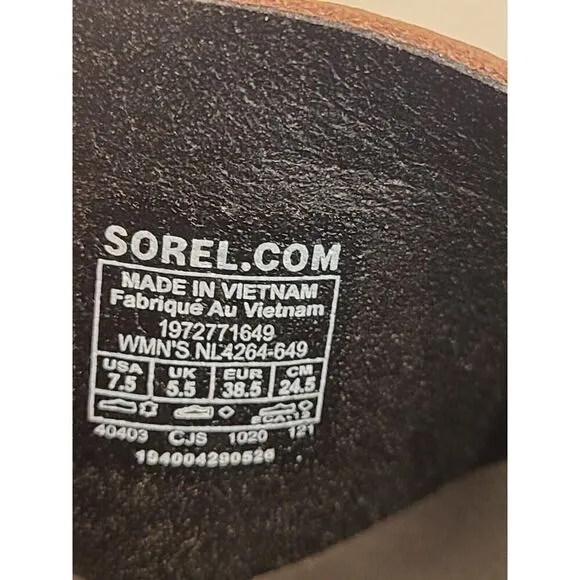 SOREL.COM
MADE IN VIETNAM
Fabriqué Au Vietnam
1972771649
WMN'S NL4264-649
USA UK EUR CM
7.5 5.5 38.5 24.5
40403 CJS 1020 121
194004290526